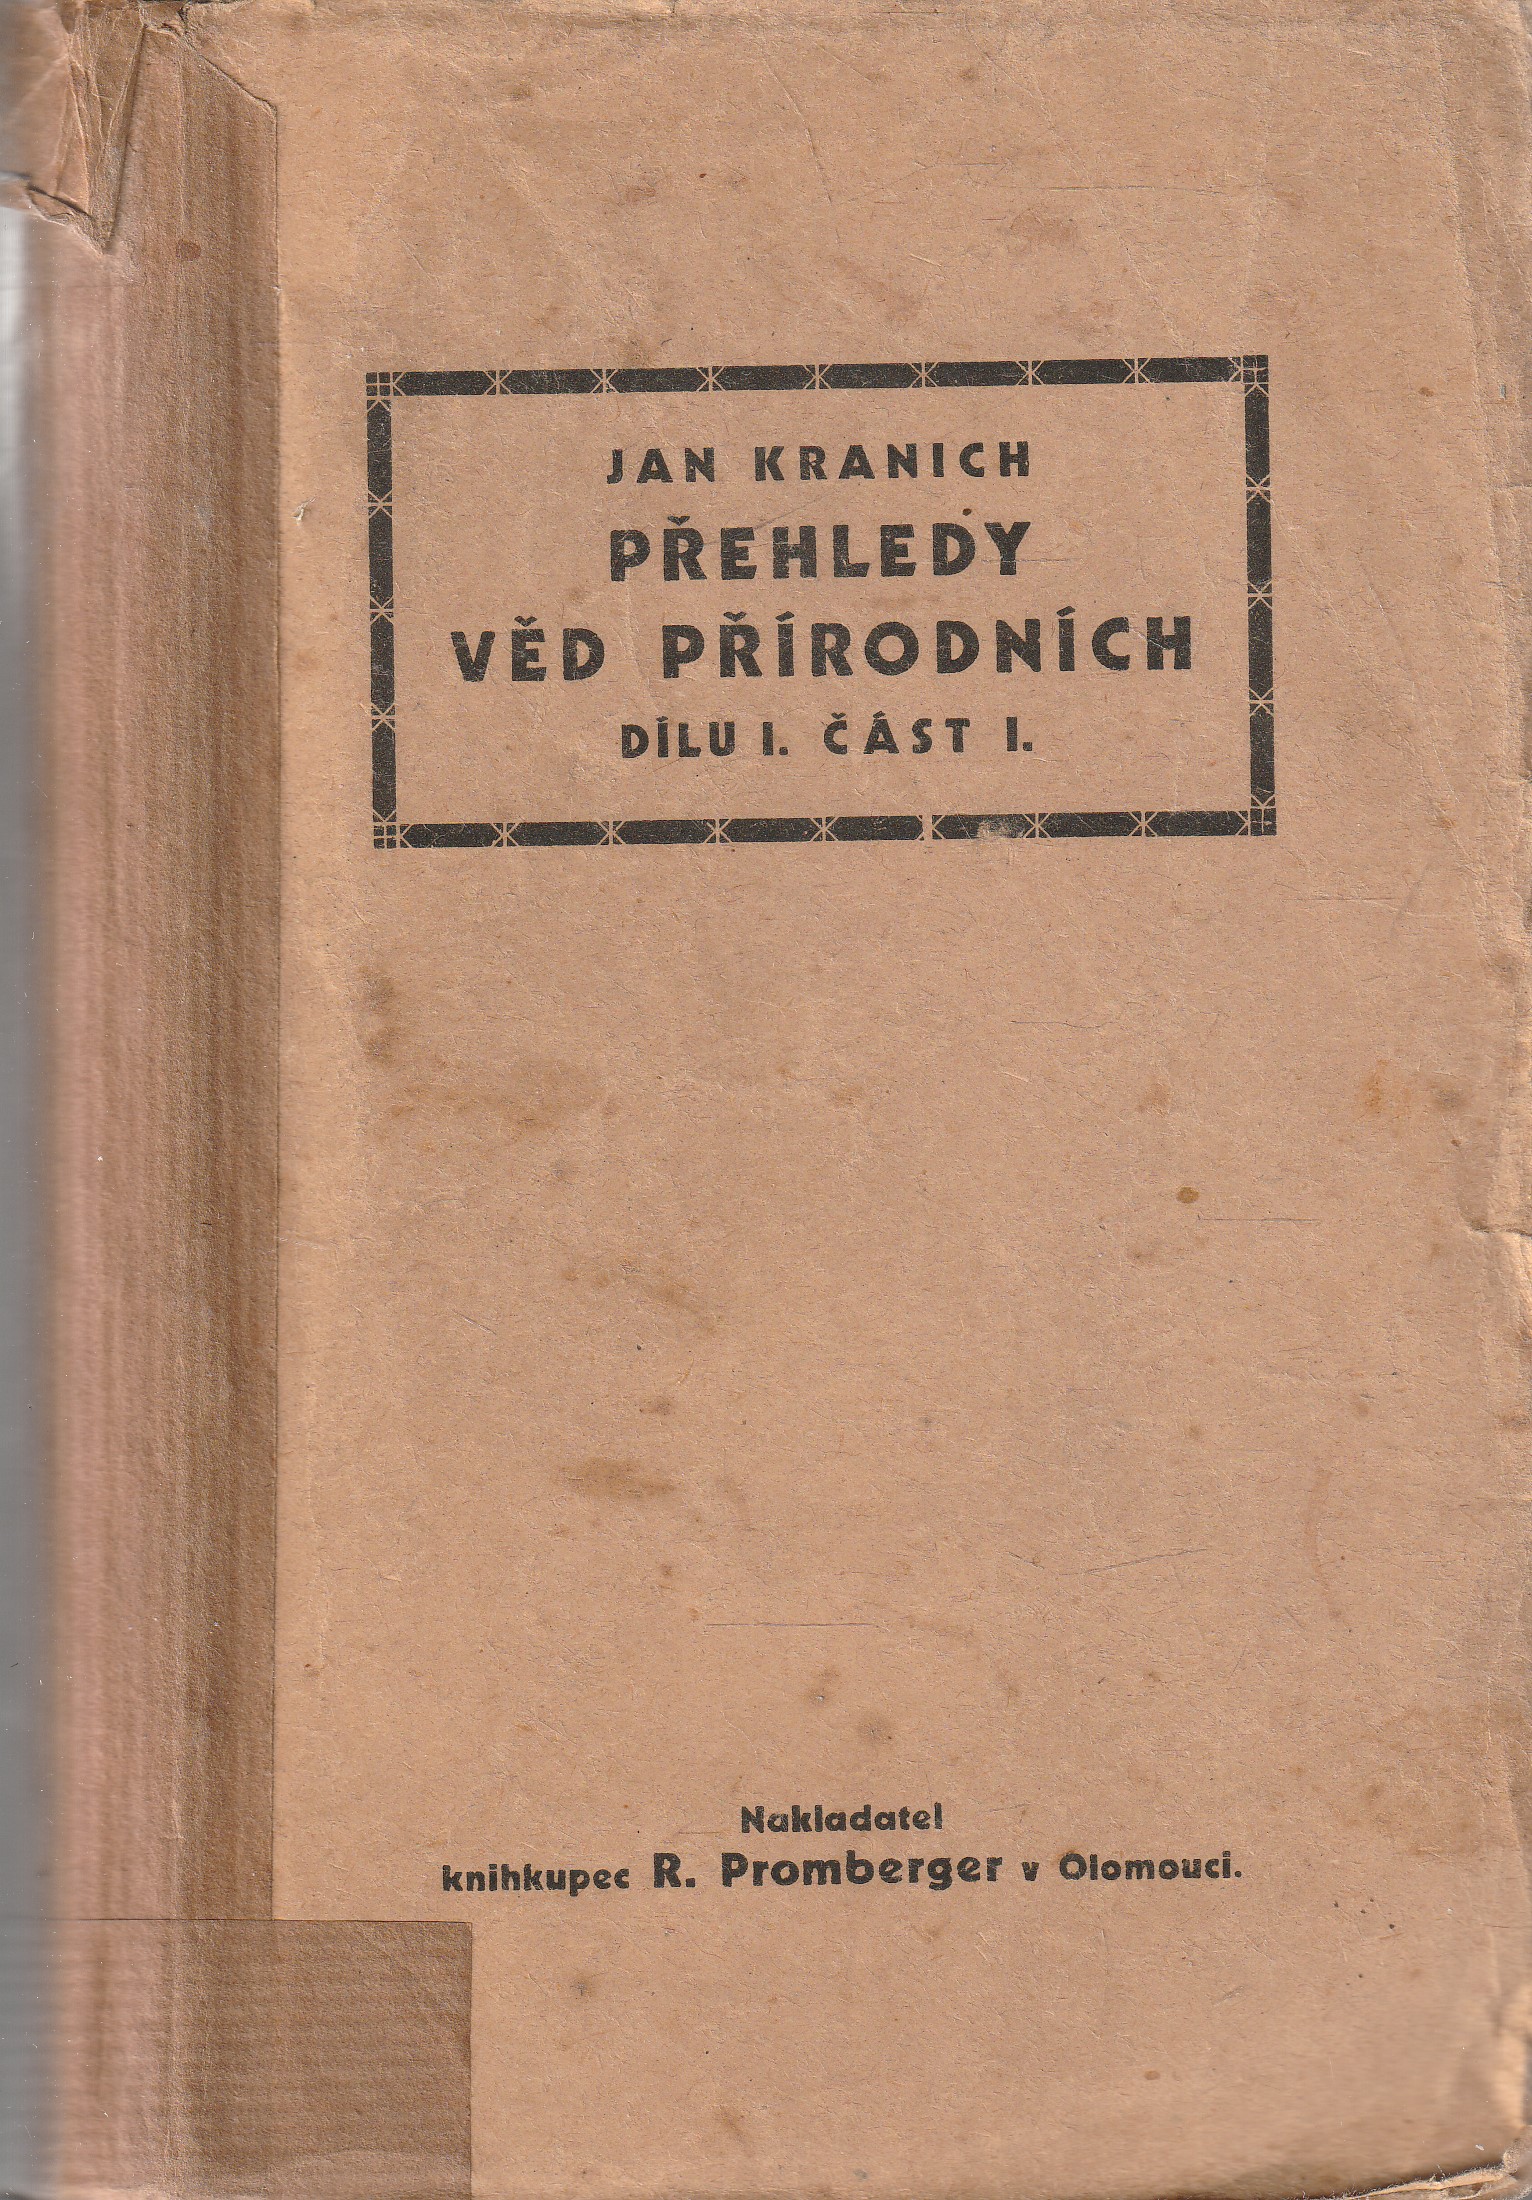 JAN KRANICH
PŘEHLEDY
VĚD PŘÍRODNÍCH
DÍLU I. ČÁST I.
Nakladatel
knihkupec R. Promberger v Olomouci.